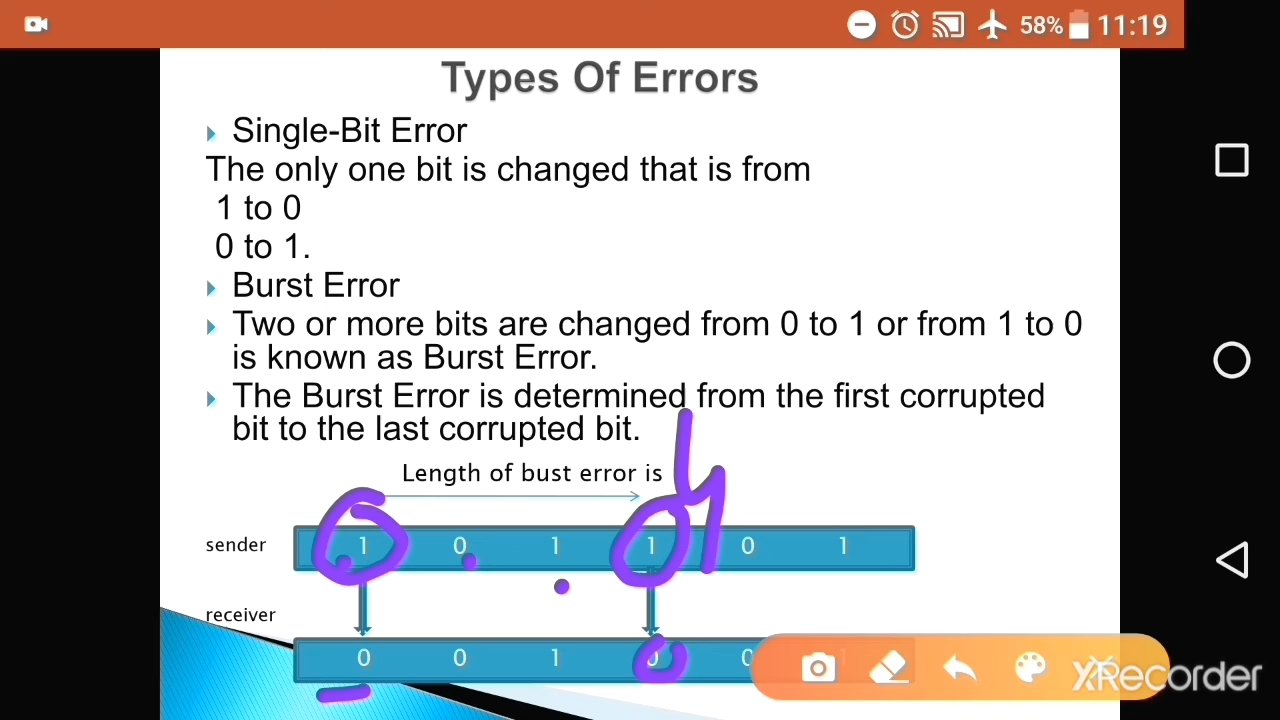 58% 11:19
Types Of Errors
Single-Bit Error
The only one bit is changed that is from
1 to 0
0 to 1.
Burst Error
Two or more bits are changed from 0 to 1 or from 1 to 0
is known as Burst Error.
The Burst Error is determined from the first corrupted
bit to the last corrupted bit.
Length of bust error is 4
sender 1 0 1 1 0 1
receiver
0 0 1 0 0 1
XRecorder